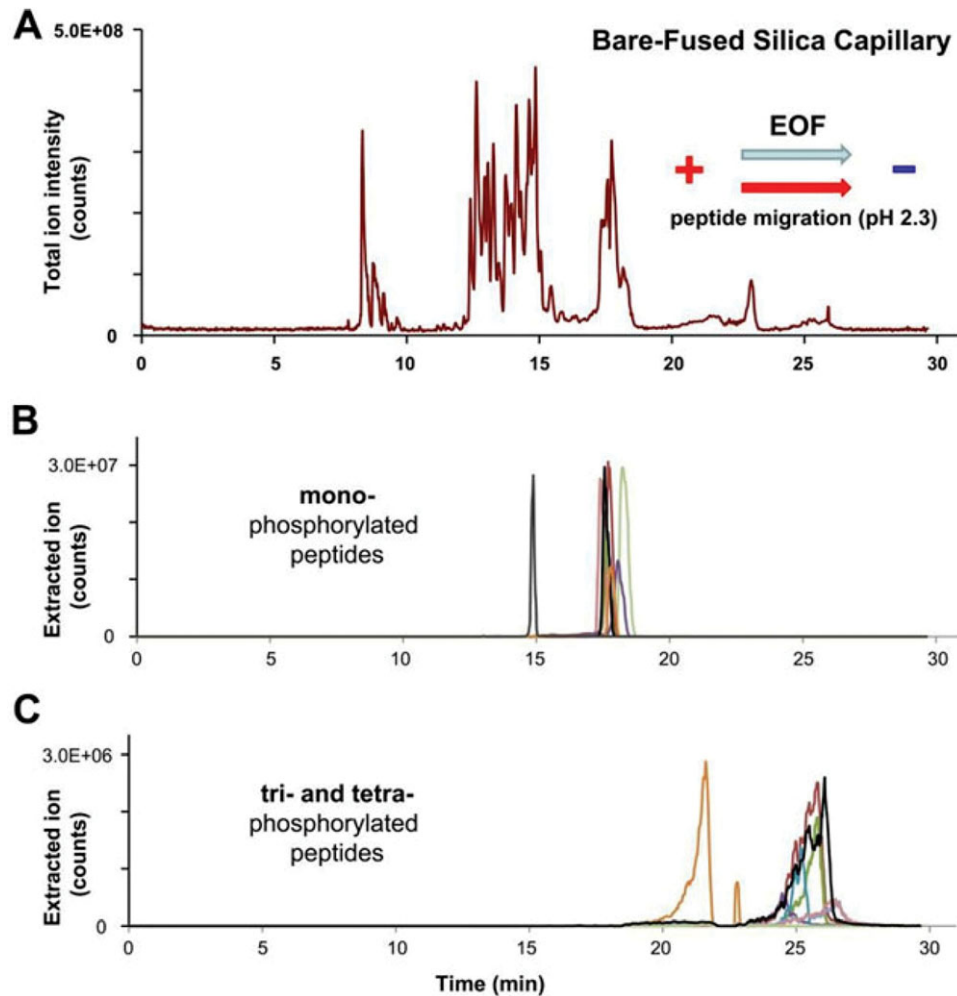 A
5.0E+08
Bare-Fused Silica Capillary
EOF
+
−
peptide migration (pH 2.3)
Total ion intensity
(counts)
0
0 5 10 15 20 25 30
B
3.0E+07
mono-
phosphorylated
peptides
Extracted ion
(counts)
0
0 5 10 15 20 25 30
C
3.0E+06
tri- and tetra-
phosphorylated
peptides
Extracted ion
(counts)
0
0 5 10 15 20 25 30
Time (min)